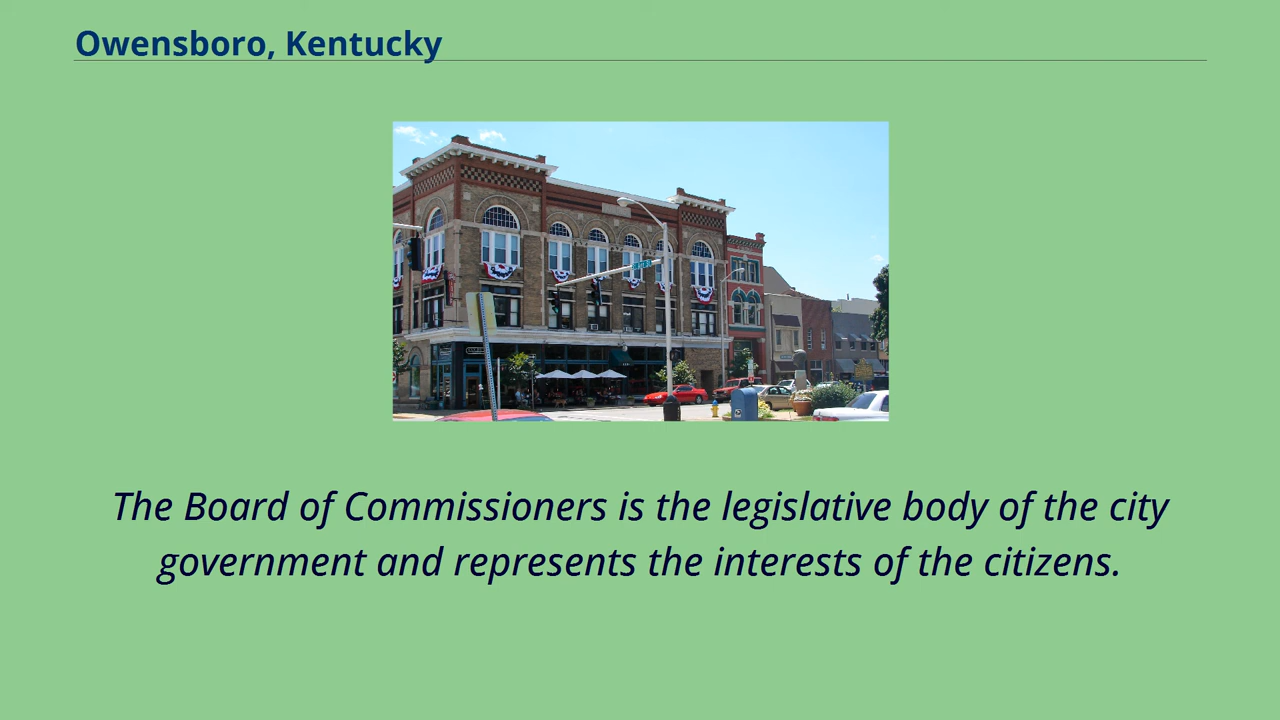 Owensboro, Kentucky
The Board of Commissioners is the legislative body of the city
government and represents the interests of the citizens.